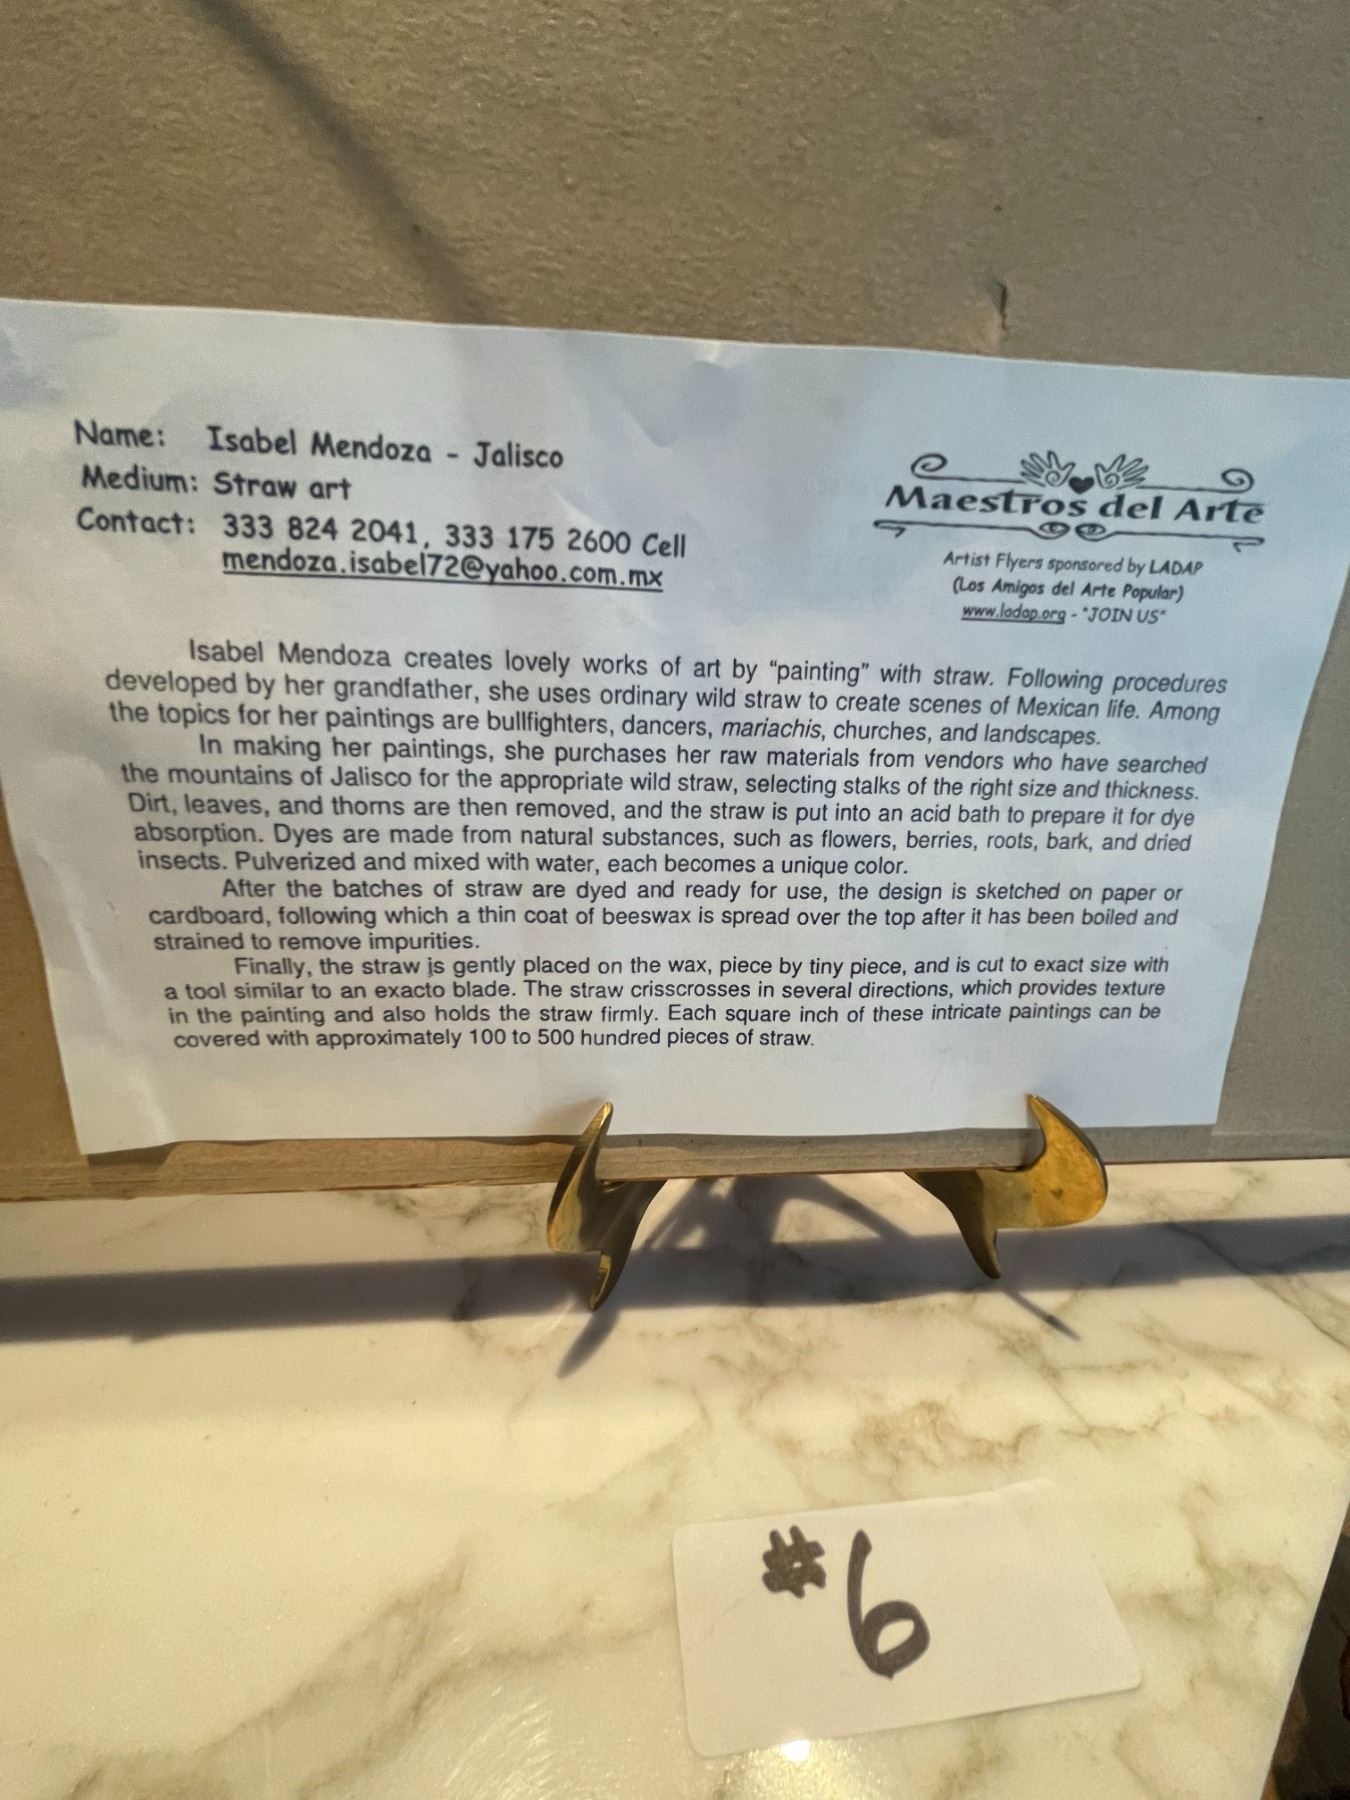 Name: Isabel Mendoza - Jalisco
Medium: Straw art
Contact: 333 824 2041, 333 175 2600 Cell
mendoza.isabel72@yahoo.com.mx
Maestros del Arte
Artist Flyers sponsored by LADAP
(Los Amigos del Arte Popular)
www.ladap.org - "JOIN US"
Isabel Mendoza creates lovely works of art by “painting” with straw. Following procedures
developed by her grandfather, she uses ordinary wild straw to create scenes of Mexican life. Among
the topics for her paintings are bullfighters, dancers, mariachis, churches, and landscapes.
In making her paintings, she purchases her raw materials from vendors who have searched
the mountains of Jalisco for the appropriate wild straw, selecting stalks of the right size and thickness.
Dirt, leaves, and thorns are then removed, and the straw is put into an acid bath to prepare it for dye
absorption. Dyes are made from natural substances, such as flowers, berries, roots, bark, and dried
insects. Pulverized and mixed with water, each becomes a unique color.
After the batches of straw are dyed and ready for use, the design is sketched on paper or
cardboard, following which a thin coat of beeswax is spread over the top after it has been boiled and
strained to remove impurities.
Finally, the straw is gently placed on the wax, piece by tiny piece, and is cut to exact size with
a tool similar to an exacto blade. The straw crisscrosses in several directions, which provides texture
in the painting and also holds the straw firmly. Each square inch of these intricate paintings can be
covered with approximately 100 to 500 hundred pieces of straw.
#6